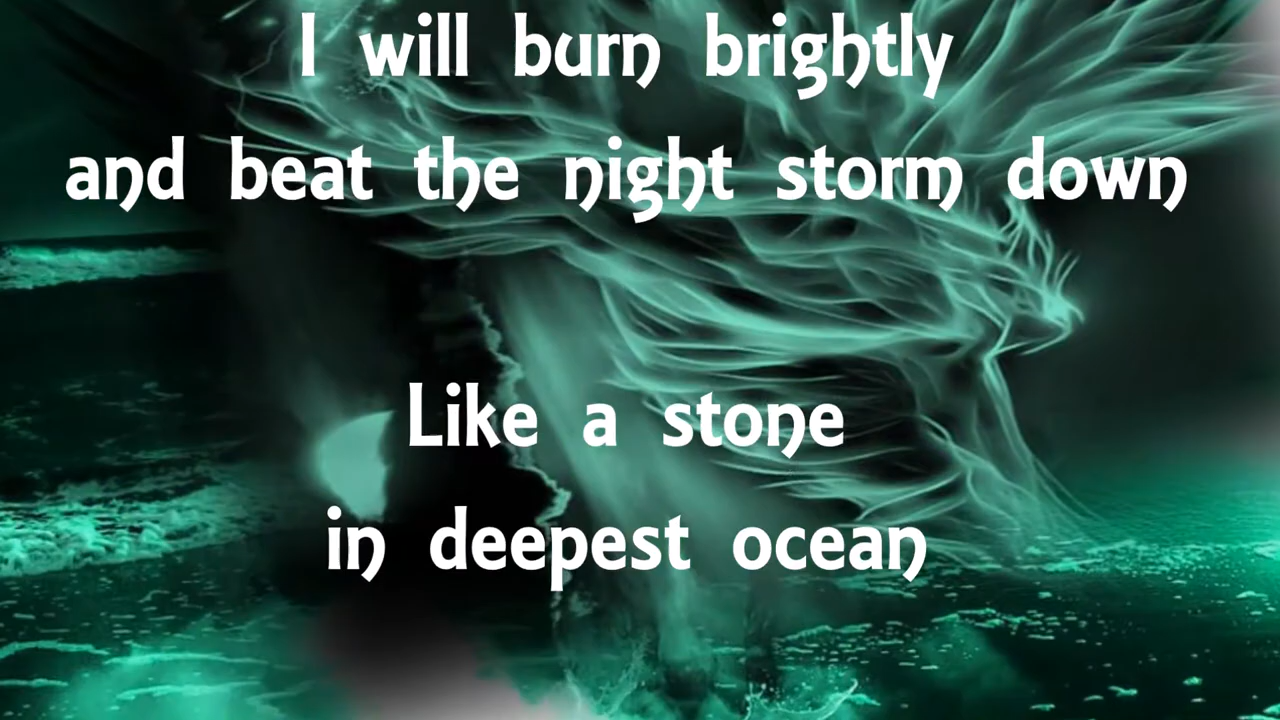 I will burn brightly
and beat the night storm down
Like a stone
in deepest ocean